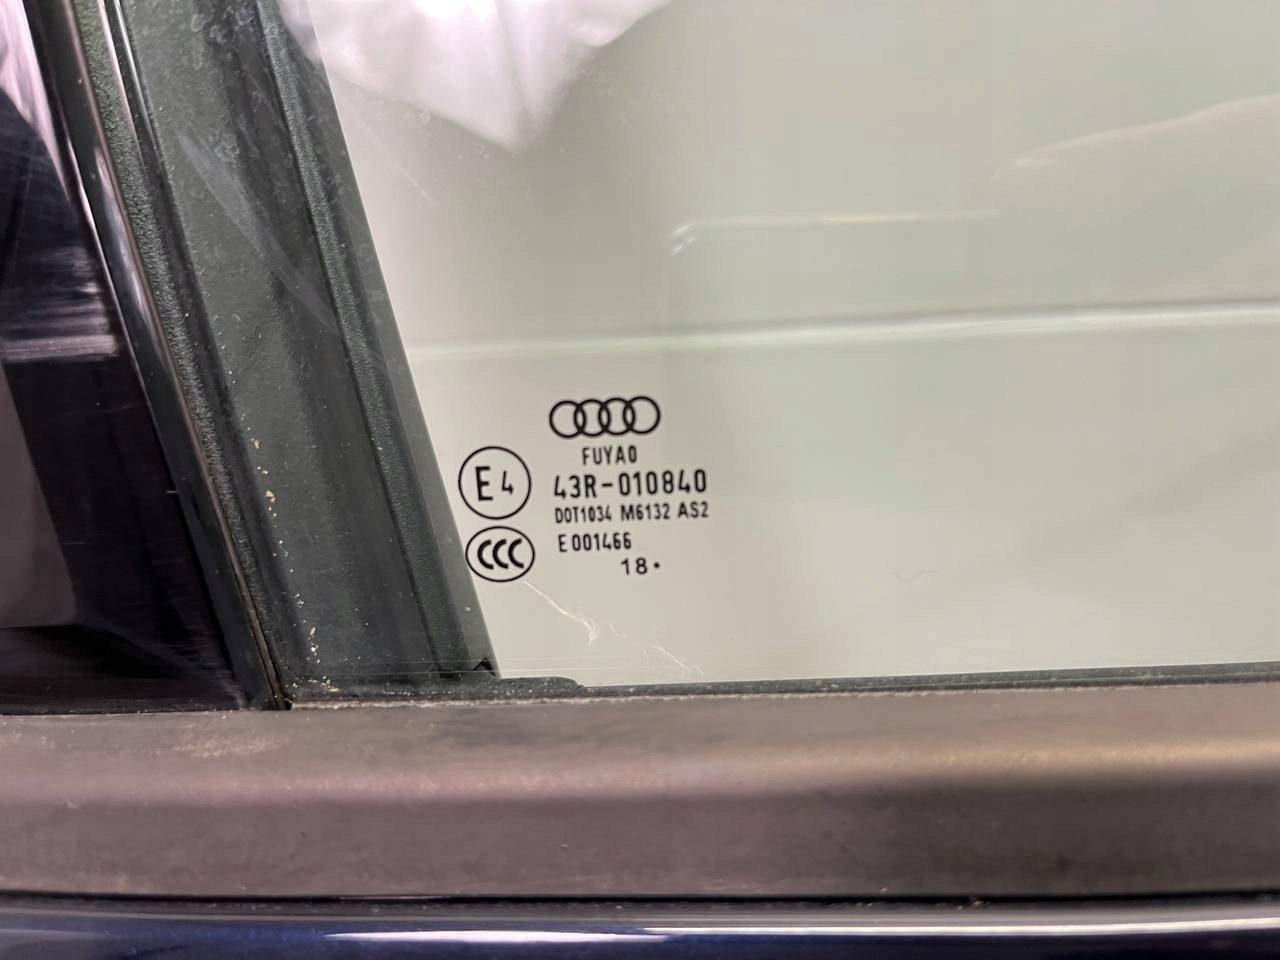 FUYAO
E4
43R-010840
DOT1034 M6132 AS2
CCC
E001466
18•